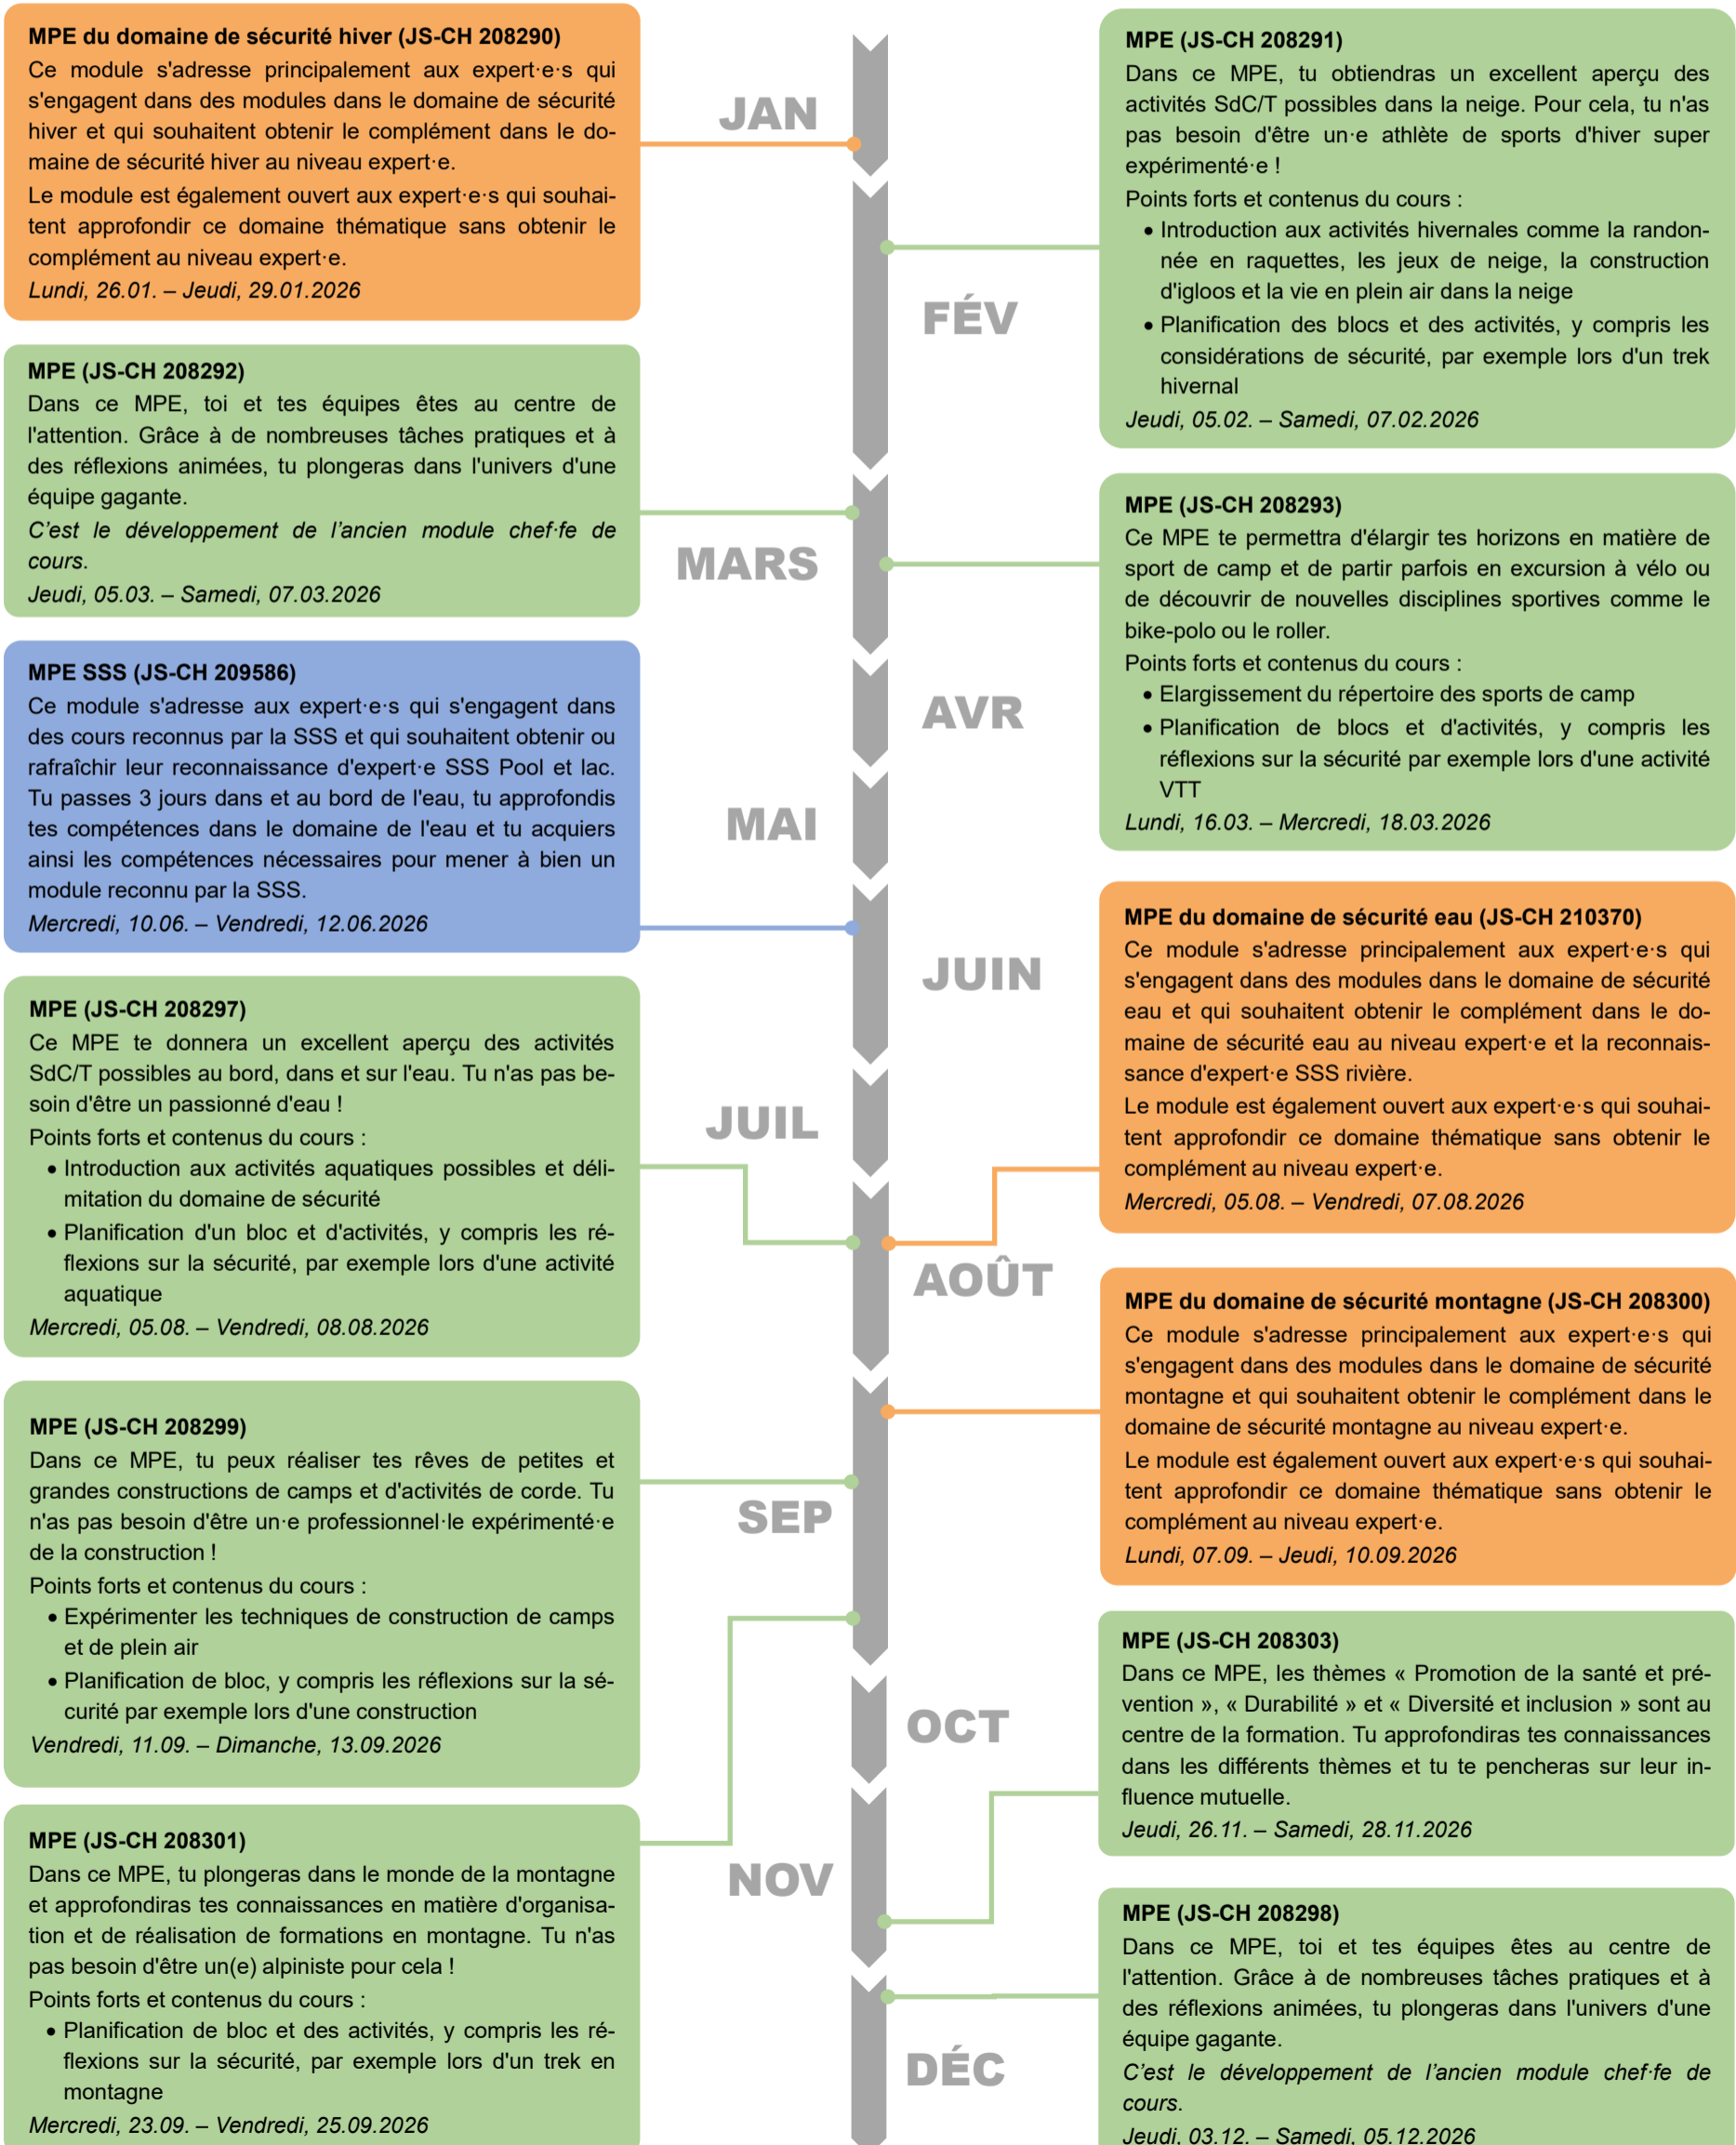 MPE du domaine de sécurité hiver (JS-CH 208290)
Ce module s'adresse principalement aux expert·e·s qui
s'engagent dans des modules dans le domaine de sécurité
hiver et qui souhaitent obtenir le complément dans le do-
maine de sécurité hiver au niveau expert·e.
Le module est également ouvert aux expert·e·s qui souhai-
tent approfondir ce domaine thématique sans obtenir le
complément au niveau expert·e.
Lundi, 26.01. – Jeudi, 29.01.2026
JAN
MPE (JS-CH 208291)
Dans ce MPE, tu obtiendras un excellent aperçu des
activités SdC/T possibles dans la neige. Pour cela, tu n'as
pas besoin d'être un·e athlète de sports d'hiver super
expérimenté·e !
Points forts et contenus du cours :
• Introduction aux activités hivernales comme la randon-
née en raquettes, les jeux de neige, la construction
d'igloos et la vie en plein air dans la neige
• Planification des blocs et des activités, y compris les
considérations de sécurité, par exemple lors d'un trek
hivernal
Jeudi, 05.02. – Samedi, 07.02.2026
FÉV
MPE (JS-CH 208292)
Dans ce MPE, toi et tes équipes êtes au centre de
l'attention. Grâce à de nombreuses tâches pratiques et à
des réflexions animées, tu plongeras dans l'univers d'une
équipe gagante.
C’est le développement de l’ancien module chef·fe de
cours.
Jeudi, 05.03. – Samedi, 07.03.2026
MARS
MPE (JS-CH 208293)
Ce MPE te permettra d'élargir tes horizons en matière de
sport de camp et de partir parfois en excursion à vélo ou
de découvrir de nouvelles disciplines sportives comme le
bike-polo ou le roller.
Points forts et contenus du cours :
• Elargissement du répertoire des sports de camp
• Planification de blocs et d'activités, y compris les
réflexions sur la sécurité par exemple lors d'une activité
VTT
Lundi, 16.03. – Mercredi, 18.03.2026
AVR
MAI
MPE SSS (JS-CH 209586)
Ce module s'adresse aux expert·e·s qui s'engagent dans
des cours reconnus par la SSS et qui souhaitent obtenir ou
rafraîchir leur reconnaissance d'expert·e SSS Pool et lac.
Tu passes 3 jours dans et au bord de l'eau, tu approfondis
tes compétences dans le domaine de l'eau et tu acquiers
ainsi les compétences nécessaires pour mener à bien un
module reconnu par la SSS.
Mercredi, 10.06. – Vendredi, 12.06.2026
JUIN
MPE du domaine de sécurité eau (JS-CH 210370)
Ce module s'adresse principalement aux expert·e·s qui
s'engagent dans des modules dans le domaine de sécurité
eau et qui souhaitent obtenir le complément dans le do-
maine de sécurité eau au niveau expert·e et la reconnais-
sance d'expert·e SSS rivière.
Le module est également ouvert aux expert·e·s qui souhai-
tent approfondir ce domaine thématique sans obtenir le
complément au niveau expert·e.
Mercredi, 05.08. – Vendredi, 07.08.2026
MPE (JS-CH 208297)
Ce MPE te donnera un excellent aperçu des activités
SdC/T possibles au bord, dans et sur l'eau. Tu n'as pas be-
soin d'être un passionné d'eau !
Points forts et contenus du cours :
• Introduction aux activités aquatiques possibles et déli-
mitation du domaine de sécurité
• Planification d'un bloc et d'activités, y compris les ré-
flexions sur la sécurité, par exemple lors d'une activité
aquatique
Mercredi, 05.08. – Vendredi, 08.08.2026
JUIL
AOÛT
MPE du domaine de sécurité montagne (JS-CH 208300)
Ce module s'adresse principalement aux expert·e·s qui
s'engagent dans des modules dans le domaine de sécurité
montagne et qui souhaitent obtenir le complément dans le
domaine de sécurité montagne au niveau expert·e.
Le module est également ouvert aux expert·e·s qui souhai-
tent approfondir ce domaine thématique sans obtenir le
complément au niveau expert·e.
Lundi, 07.09. – Jeudi, 10.09.2026
MPE (JS-CH 208299)
Dans ce MPE, tu peux réaliser tes rêves de petites et
grandes constructions de camps et d'activités de corde. Tu
n'as pas besoin d'être un·e professionnel·le expérimenté·e
de la construction !
Points forts et contenus du cours :
• Expérimenter les techniques de construction de camps
et de plein air
• Planification de bloc, y compris les réflexions sur la sé-
curité par exemple lors d'une construction
Vendredi, 11.09. – Dimanche, 13.09.2026
SEP
OCT
MPE (JS-CH 208303)
Dans ce MPE, les thèmes « Promotion de la santé et pré-
vention », « Durabilité » et « Diversité et inclusion » sont au
centre de la formation. Tu approfondiras tes connaissances
dans les différents thèmes et tu te pencheras sur leur in-
fluence mutuelle.
Jeudi, 26.11. – Samedi, 28.11.2026
MPE (JS-CH 208301)
Dans ce MPE, tu plongeras dans le monde de la montagne
et approfondiras tes connaissances en matière d'organisa-
tion et de réalisation de formations en montagne. Tu n'as
pas besoin d'être un(e) alpiniste pour cela !
Points forts et contenus du cours :
• Planification de bloc et des activités, y compris les ré-
flexions sur la sécurité, par exemple lors d'un trek en
montagne
Mercredi, 23.09. – Vendredi, 25.09.2026
NOV
DÉC
MPE (JS-CH 208298)
Dans ce MPE, toi et tes équipes êtes au centre de
l'attention. Grâce à de nombreuses tâches pratiques et à
des réflexions animées, tu plongeras dans l'univers d'une
équipe gagante.
C’est le développement de l’ancien module chef·fe de
cours.
Jeudi, 03.12. – Samedi, 05.12.2026